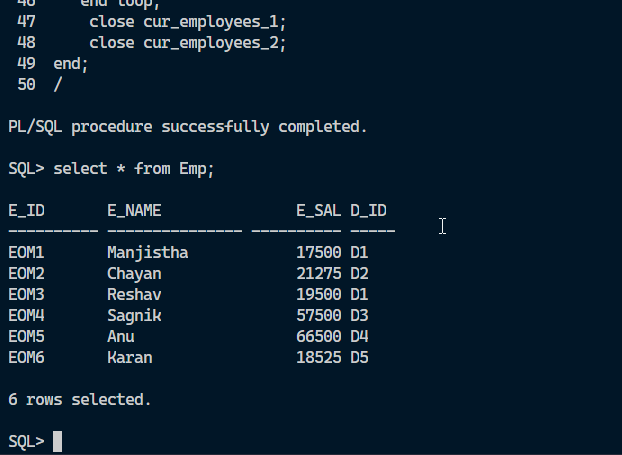 46    end loop;
47     close cur_employees_1;
48     close cur_employees_2;
49  end;
50  /
PL/SQL procedure successfully completed.
SQL> select * from Emp;
E_ID       E_NAME               E_SAL D_ID
---------- --------------- ---------- -----
EOM1       Manjistha            17500 D1
EOM2       Chayan               21275 D2
EOM3       Reshav               19500 D1
EOM4       Sagnik               57500 D3
EOM5       Anu                  66500 D4
EOM6       Karan                18525 D5
6 rows selected.
SQL>